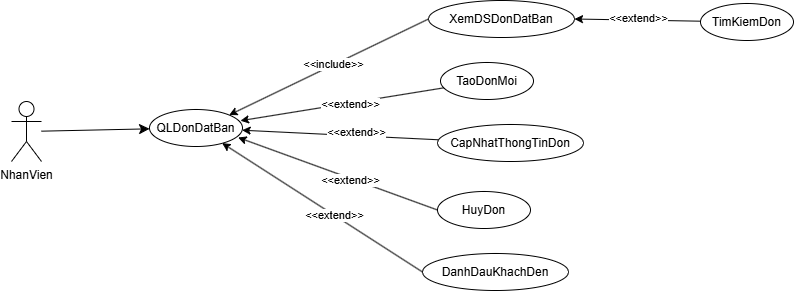 XemDSDonDatBan
<<extend>>
TimKiemDon
<<include>>
TaoDonMoi
<<extend>>
QLDonDatBan
<<extend>>
CapNhatThongTinDon
NhanVien
<<extend>>
HuyDon
<<extend>>
DanhDauKhachDen